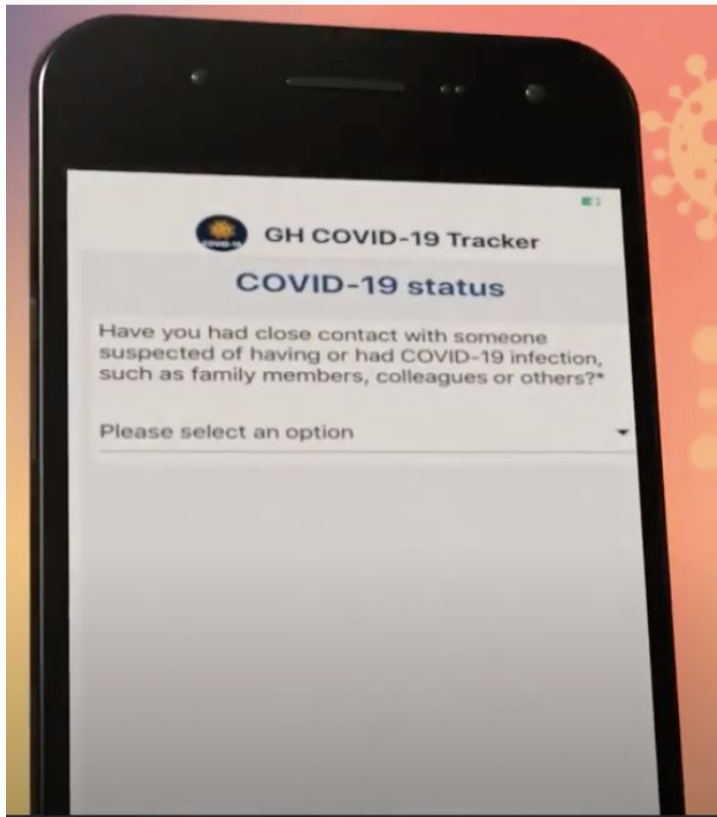 GH COVID-19 Tracker
COVID-19 status
Have you had close contact with someone
suspected of having or had COVID-19 infection,
such as family members, colleagues or others?*
Please select an option